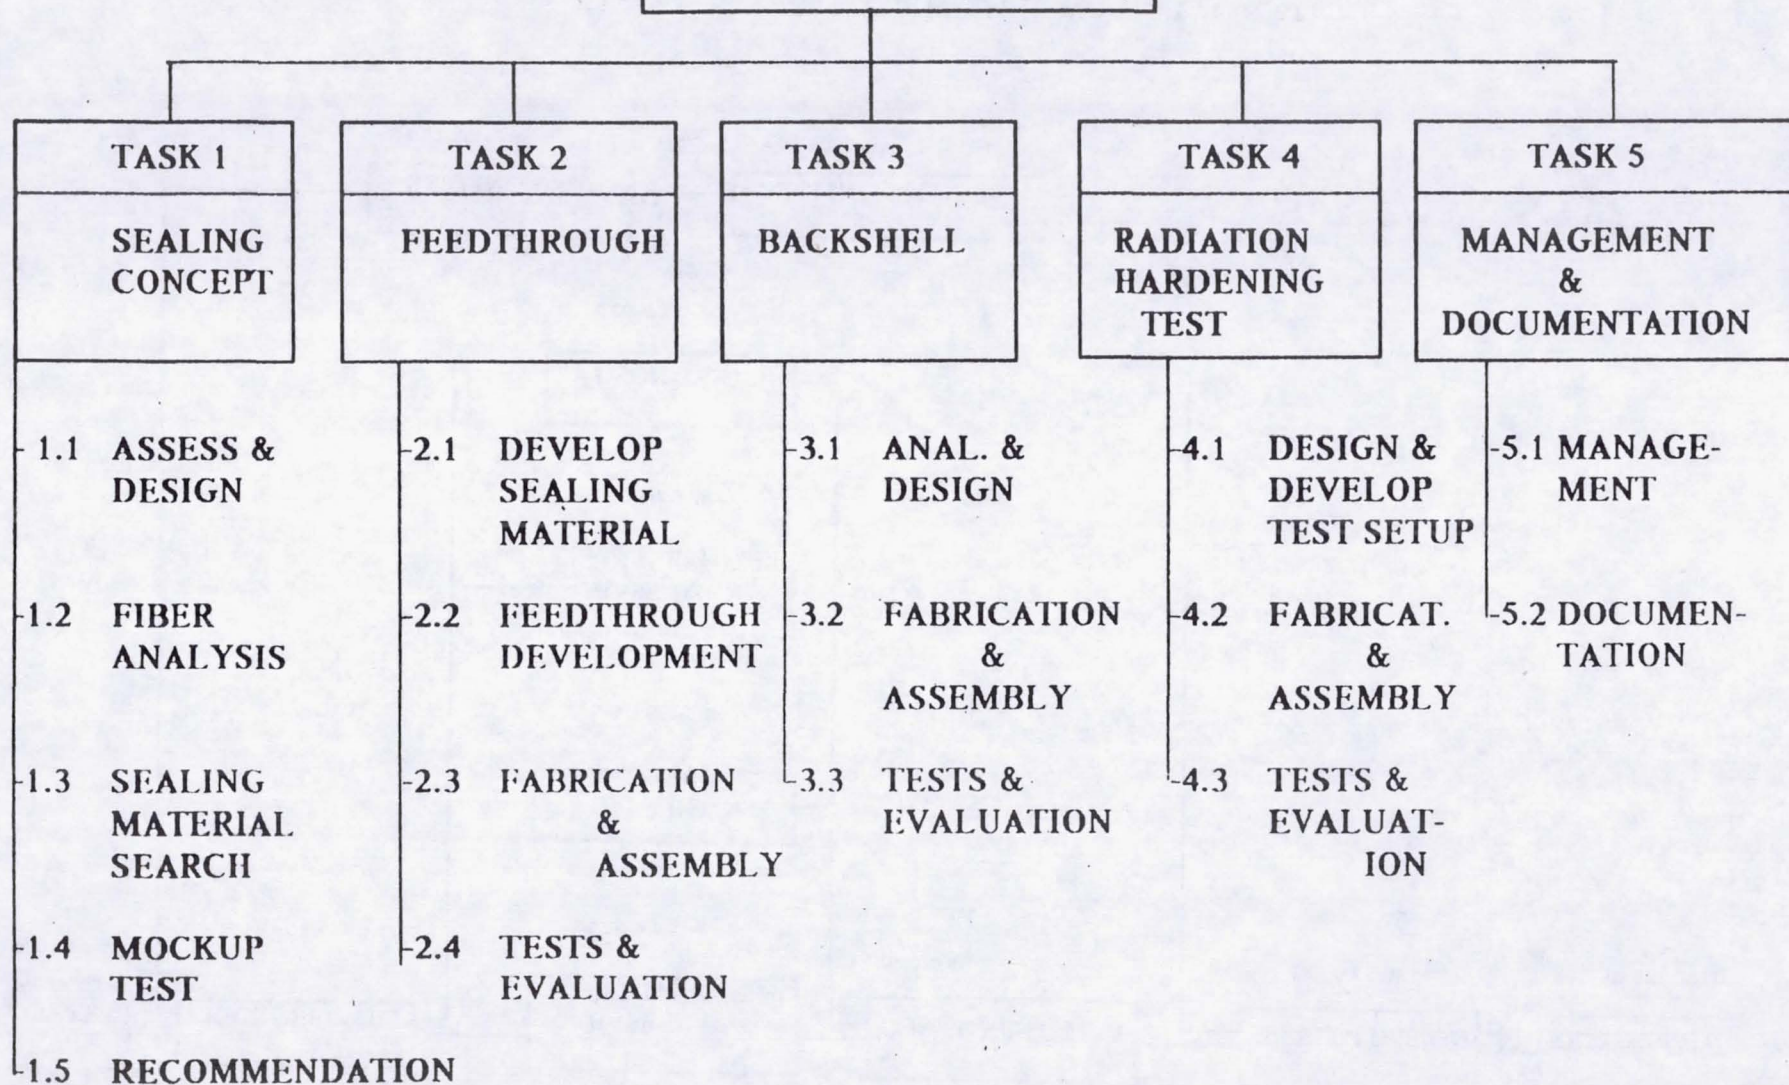 TASK 1
SEALING
CONCEPT
1.1 ASSESS &
DESIGN
1.2 FIBER
ANALYSIS
1.3 SEALING
MATERIAL
SEARCH
1.4 MOCKUP
TEST
1.5 RECOMMENDATION
TASK 2
FEEDTHROUGH
2.1 DEVELOP
SEALING
MATERIAL
2.2 FEEDTHROUGH
DEVELOPMENT
2.3 FABRICATION
&
ASSEMBLY
2.4 TESTS &
EVALUATION
TASK 3
BACKSHELL
3.1 ANAL. &
DESIGN
3.2 FABRICATION
&
ASSEMBLY
3.3 TESTS &
EVALUATION
TASK 4
RADIATION
HARDENING
TEST
4.1 DESIGN &
DEVELOP
TEST SETUP
4.2 FABRICAT.
&
ASSEMBLY
4.3 TESTS &
EVALUAT-
ION
TASK 5
MANAGEMENT
&
DOCUMENTATION
5.1 MANAGE-
MENT
5.2 DOCUMEN-
TATION